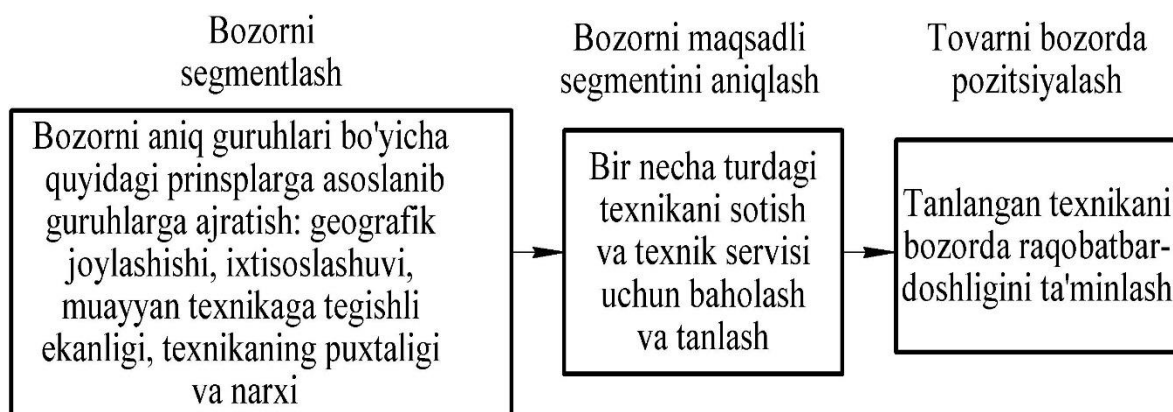 Bozorni
segmentlash
Bozorni aniq guruhlari bo'yicha
quyidagi prinsplarga asoslanib
guruhlarga ajratish: geografik
joylashishi, ixtisoslashuvi,
muayyan texnikaga tegishli
ekanligi, texnikaning puxtaligi
va narxi
Bozorni maqsadli
segmentini aniqlash
Bir necha turdagi
texnikani sotish
va texnik servisi
uchun baholash
va tanlash
Tovarni bozorda
pozitsiyalash
Tanlangan texnikani
bozorda raqobatbar-
doshligini ta'minlash